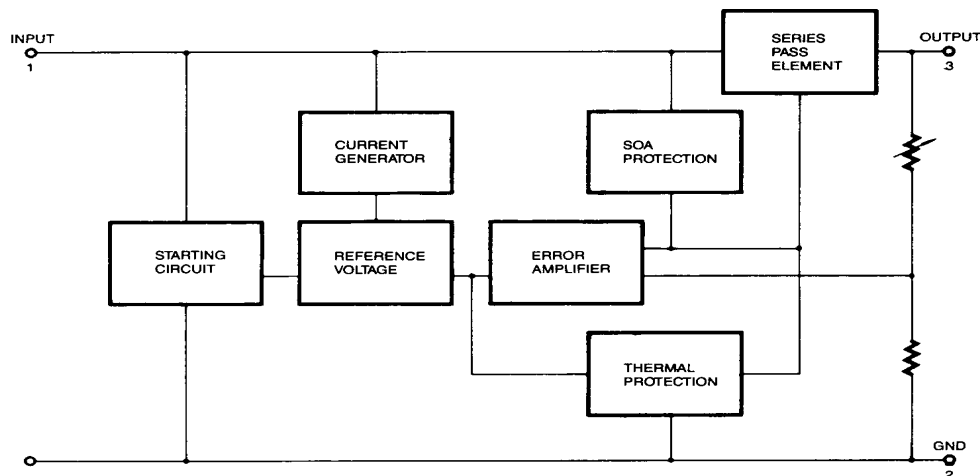 INPUT
1
SERIES
PASS
ELEMENT
OUTPUT
3
CURRENT
GENERATOR
SOA
PROTECTION
STARTING
CIRCUIT
REFERENCE
VOLTAGE
ERROR
AMPLIFIER
THERMAL
PROTECTION
GND
2